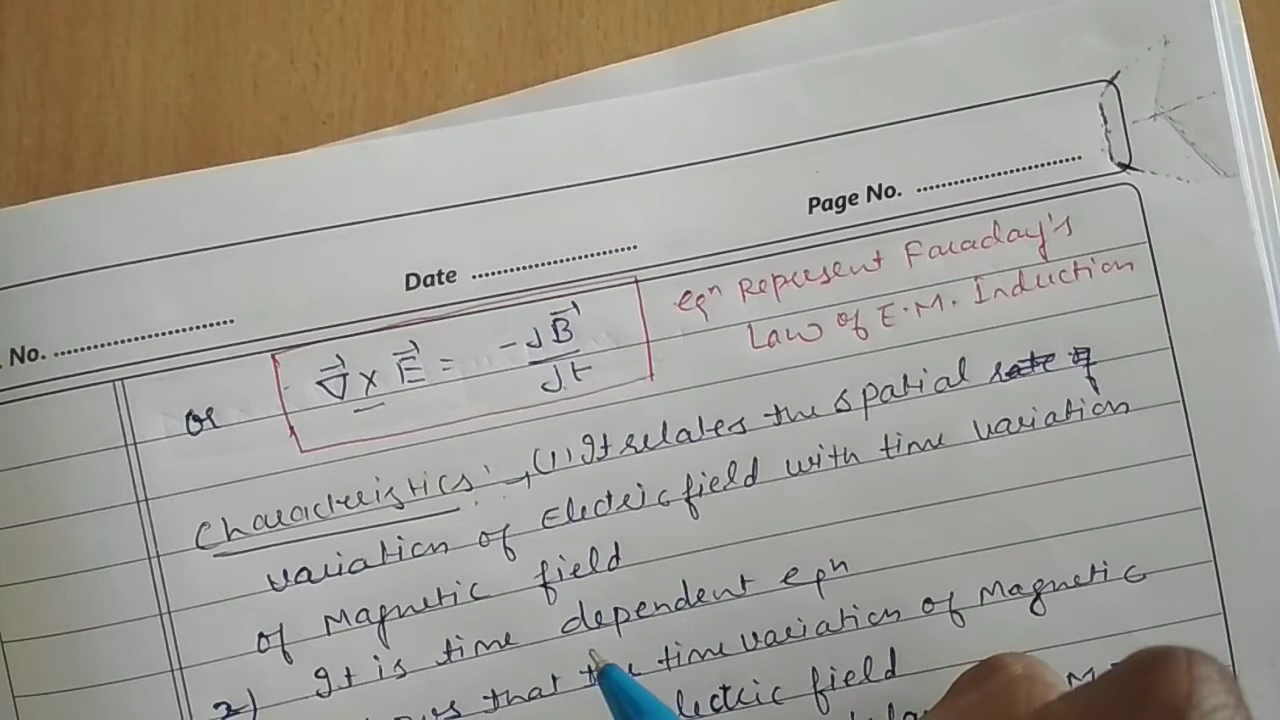 Page No.
Date
No.
or ∇⃗ x E⃗ = -dB⃗/dt
eqn Represent Faraday's
Law of E.M. Induction
Characteristics:→ (1) It relates the spatial
variation of Electric field with time variation
of Magnetic field
2) It is time dependent eqn
that the time variation of Magnetic
field